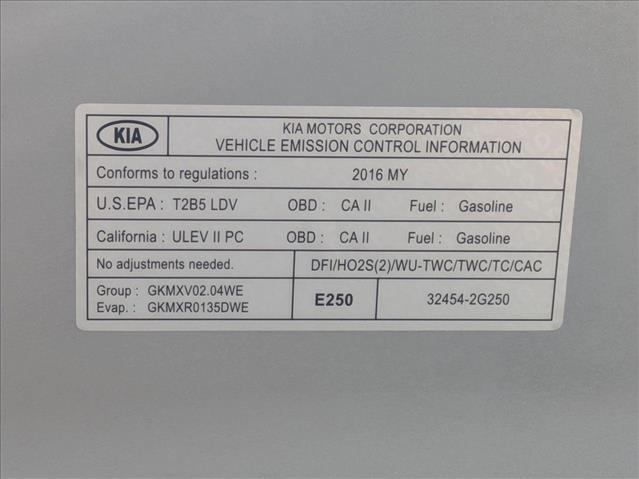 KIA
KIA MOTORS CORPORATION
VEHICLE EMISSION CONTROL INFORMATION
Conforms to regulations : 2016 MY
U.S.EPA : T2B5 LDV OBD : CA II Fuel : Gasoline
California : ULEV II PC OBD : CA II Fuel : Gasoline
No adjustments needed. DFI/HO2S(2)/WU-TWC/TWC/TC/CAC
Group : GKMXV02.04WE
Evap. : GKMXR0135DWE
E250 32454-2G250